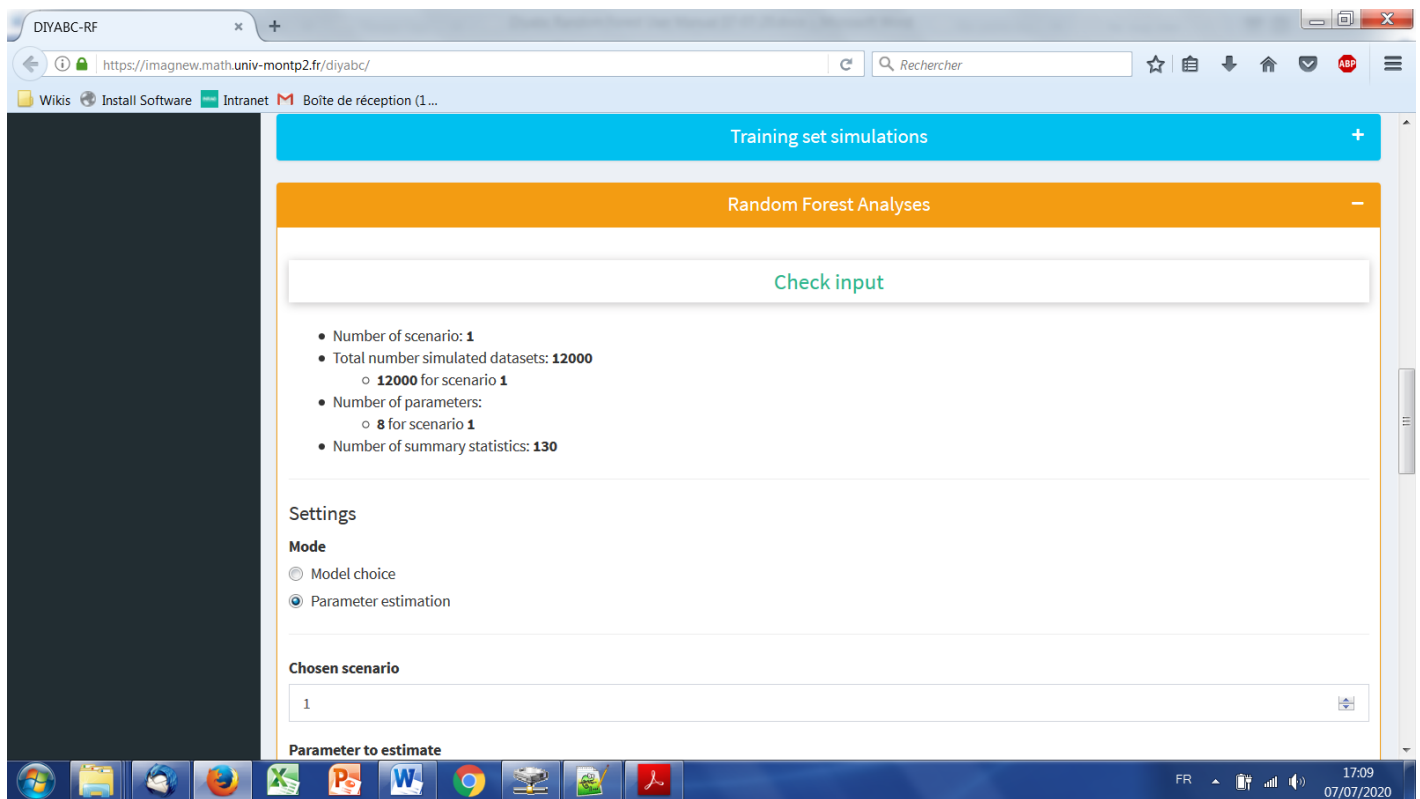 DIYABC-RF
https://imagnew.math.univ-montp2.fr/diyabc/
Rechercher
ABP
Wikis Install Software Intranet Boîte de réception (1...
Training set simulations +
Random Forest Analyses −
Check input
• Number of scenario: 1
• Total number simulated datasets: 12000
○ 12000 for scenario 1
• Number of parameters:
○ 8 for scenario 1
• Number of summary statistics: 130
Settings
Mode
Model choice
Parameter estimation
Chosen scenario
1
Parameter to estimate
FR
17:09
07/07/2020